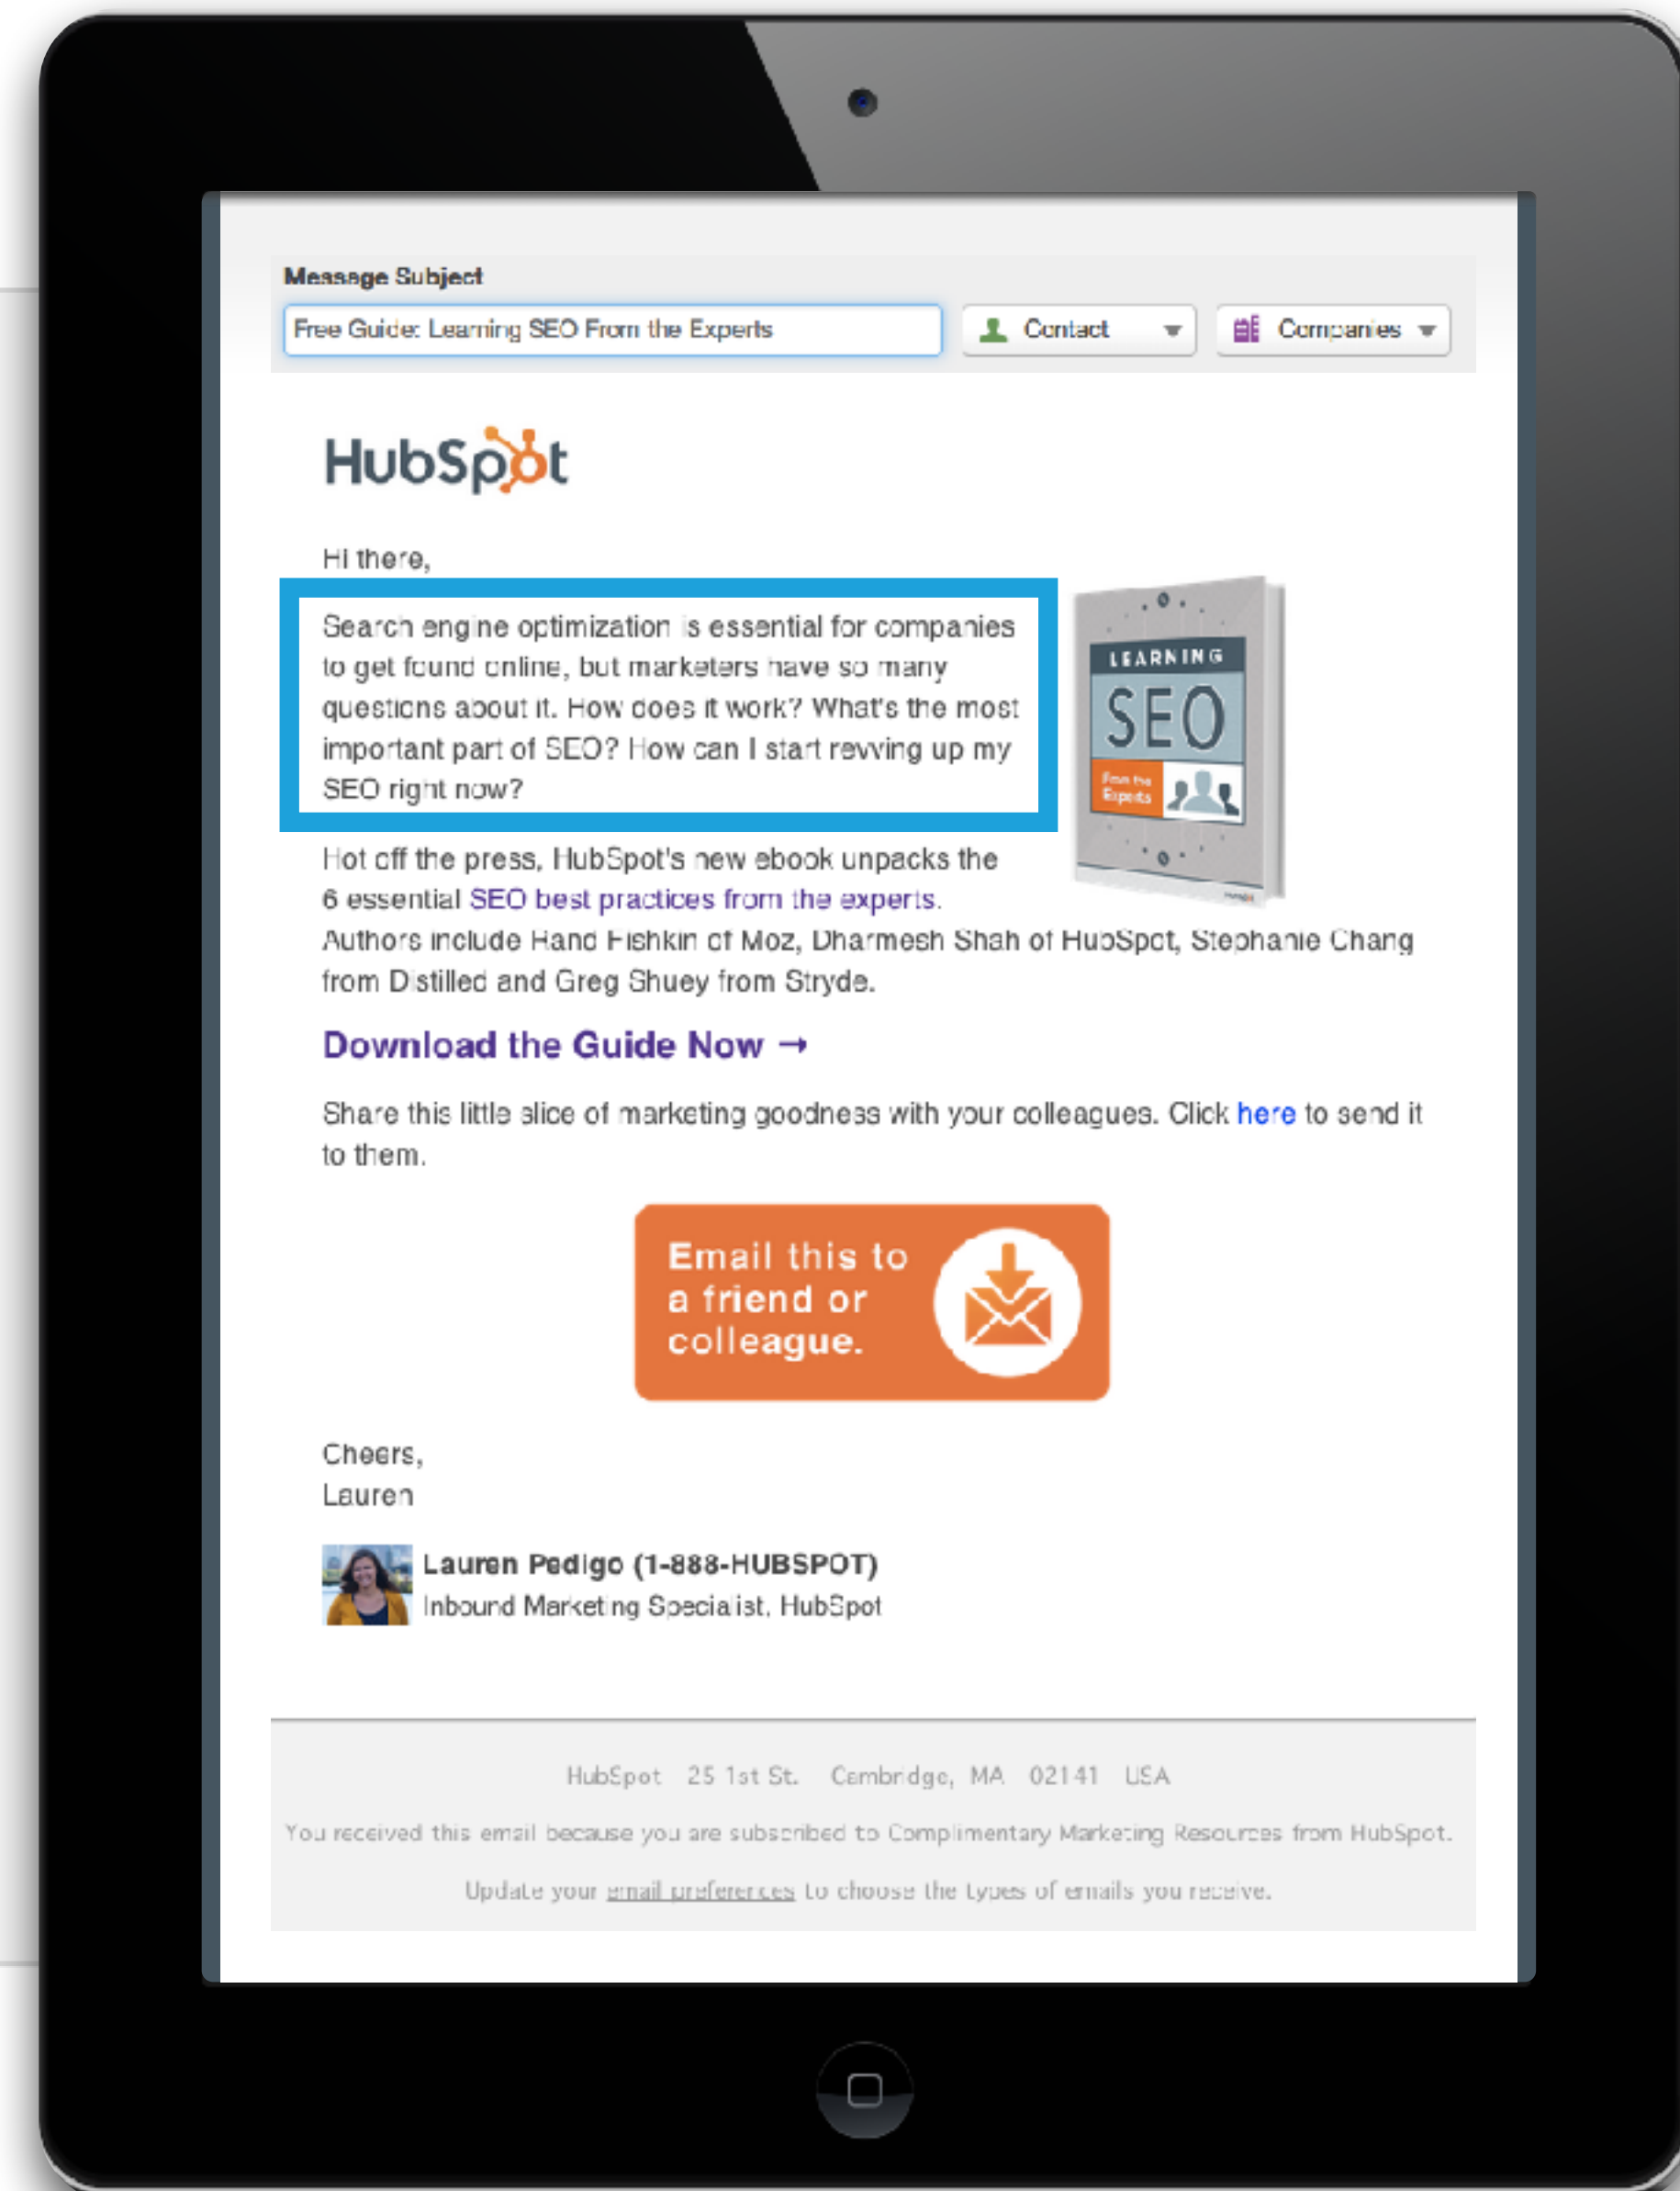 Message Subject
Free Guide: Learning SEO From the Experts
Contact
Companies
HubSpot
Hi there,
Search engine optimization is essential for companies
to get found online, but marketers have so many
questions about it. How does it work? What's the most
important part of SEO? How can I start revving up my
SEO right now?
LEARNING
SEO
From the
Experts
Hot off the press, HubSpot's new ebook unpacks the
6 essential SEO best practices from the experts.
Authors include Rand Fishkin of Moz, Dharmesh Shah of HubSpot, Stephanie Chang
from Distilled and Greg Shuey from Stryde.
Download the Guide Now →
Share this little slice of marketing goodness with your colleagues. Click here to send it
to them.
Email this to
a friend or
colleague.
Cheers,
Lauren
Lauren Pedigo (1-888-HUBSPOT)
Inbound Marketing Specialist, HubSpot
HubSpot 25 1st St. Cambridge, MA 02141 USA
You received this email because you are subscribed to Complimentary Marketing Resources from HubSpot.
Update your email preferences to choose the types of emails you receive.